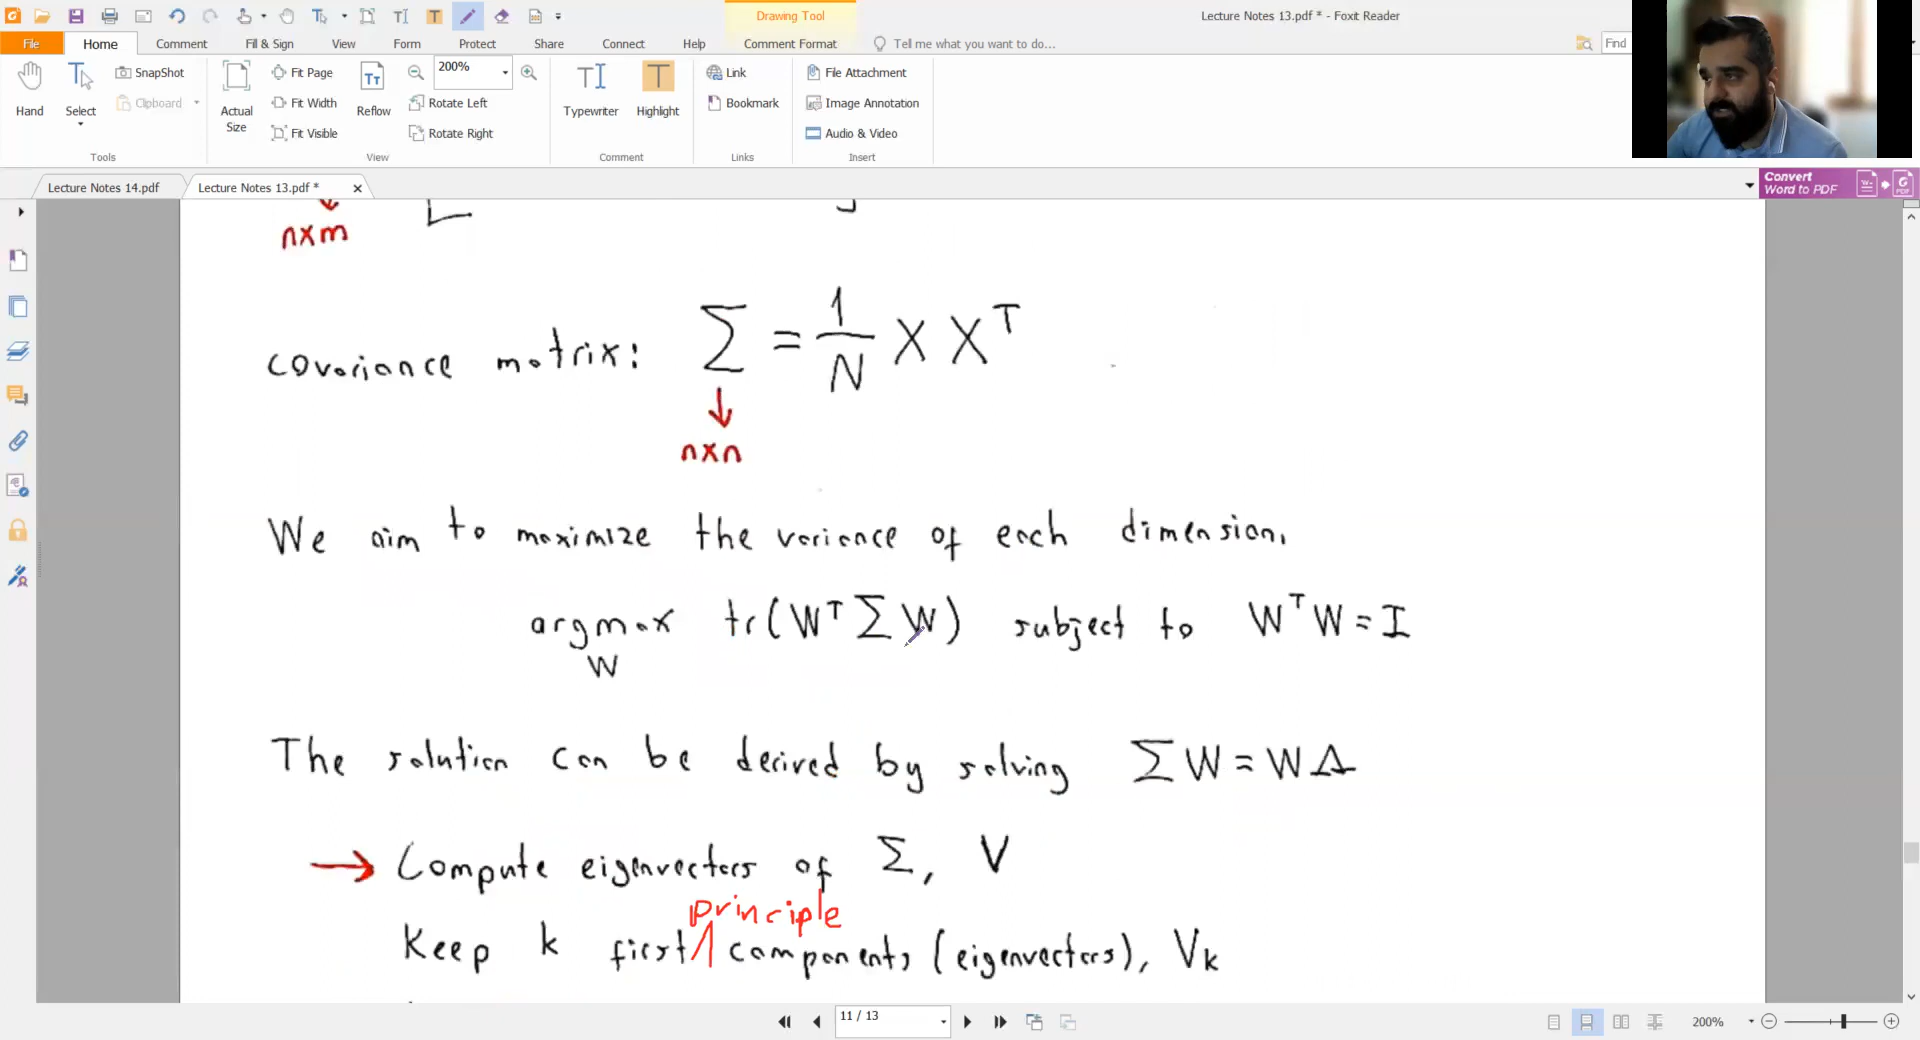 Lecture Notes 13.pdf * - Foxit Reader
Drawing Tool
File Home Comment Fill & Sign View Form Protect Share Connect Help Comment Format Tell me what you want to do... Find
Hand
Select
SnapShot
Clipboard
Tools
Actual Size
Fit Page
Fit Width
Fit Visible
Reflow
200%
Rotate Left
Rotate Right
View
Typewriter
Highlight
Comment
Link
Bookmark
Links
File Attachment
Image Annotation
Audio & Video
Insert
Lecture Notes 14.pdf Lecture Notes 13.pdf *
Convert
Word to PDF
n×m
covariance matrix: Σ = 1/N X Xᵀ
n×n
We aim to maximize the variance of each dimension.
argmax tr(Wᵀ Σ W) subject to Wᵀ W = I
W
The solution can be derived by solving Σ W = W Λ
→ Compute eigenvectors of Σ, V
principle
Keep k first components (eigenvectors), Vₖ
11 / 13
200%